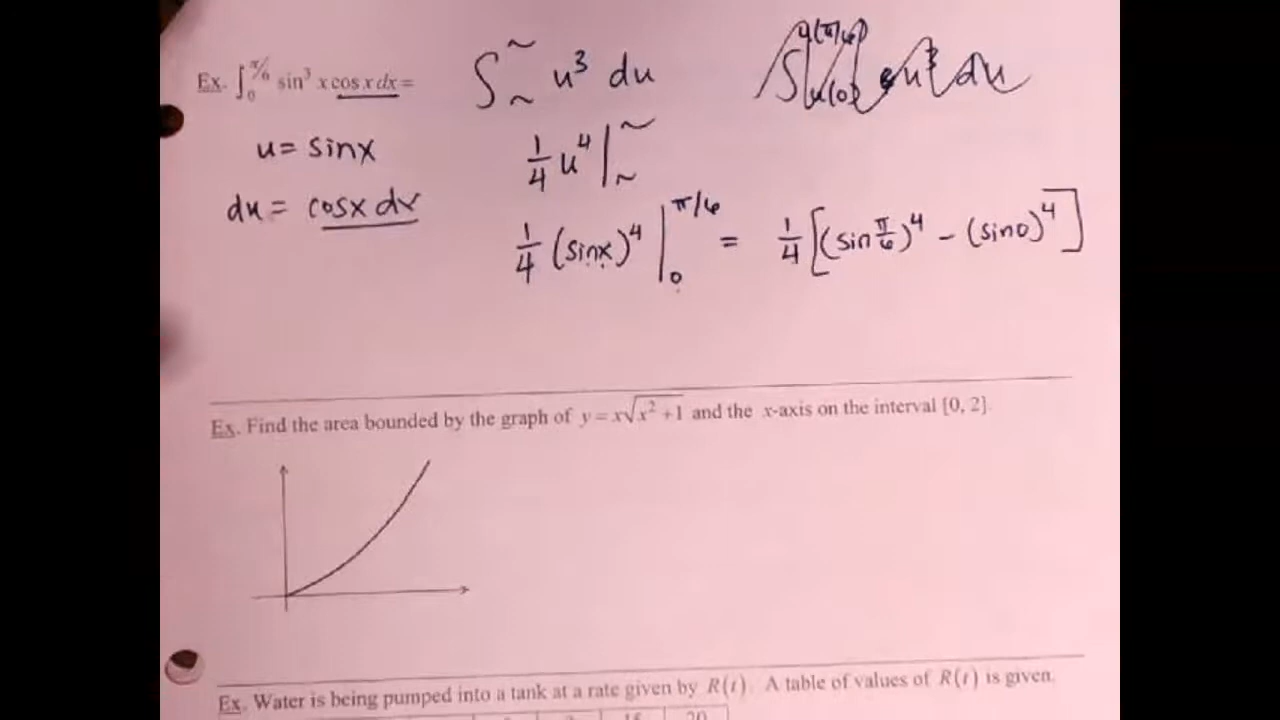 Ex. ∫₀^{π/6} sin³ x cos x dx =
∫_~^~ u³ du
u = sinx
du = cosx dx
1/4 u⁴ |_~^~
1/4 (sinx)⁴ |₀^{π/6} = 1/4 [(sin π/6)⁴ - (sin0)⁴]
Ex. Find the area bounded by the graph of y = x√(x² + 1) and the x-axis on the interval [0, 2].
Ex. Water is being pumped into a tank at a rate given by R(t). A table of values of R(t) is given.